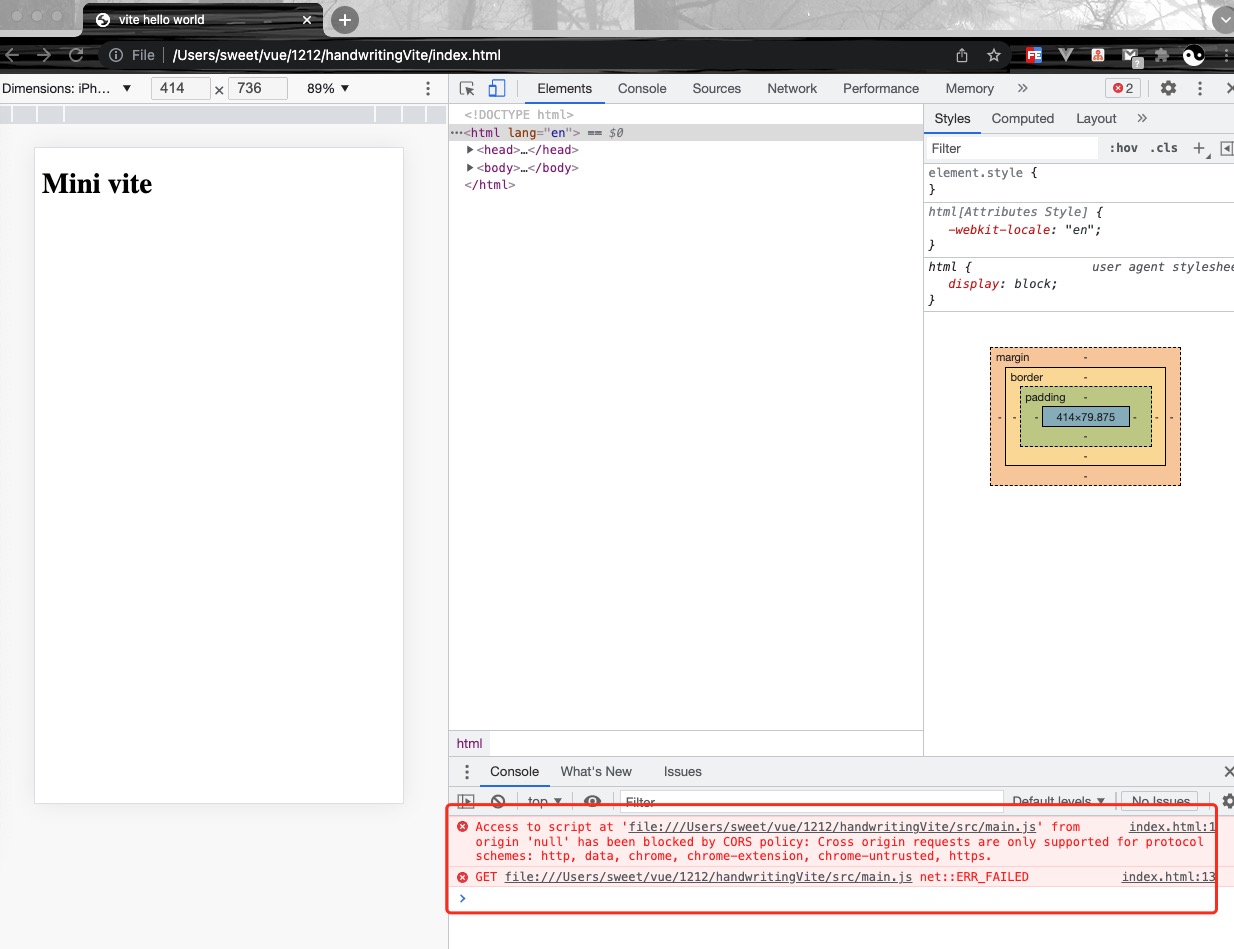 vite hello world
File /Users/sweet/vue/1212/handwritingVite/index.html
FE
?
Dimensions: iPh... ▼ 414 × 736 89% ▼
Elements Console Sources Network Performance Memory » 2
<!DOCTYPE html>
···<html lang="en"> == $0
▶<head>…</head>
▶<body>…</body>
</html>
Mini vite
Styles Computed Layout »
Filter :hov .cls +
element.style {
}
html[Attributes Style] {
-webkit-locale: "en";
}
html { user agent styleshee
display: block;
}
margin -
border -
padding -
- - - 414×79.875 - - -
-
-
-
html
Console What's New Issues
top ▼ Filter Default levels ▼ No Issues
Access to script at 'file:///Users/sweet/vue/1212/handwritingVite/src/main.js' from index.html:1
origin 'null' has been blocked by CORS policy: Cross origin requests are only supported for protocol
schemes: http, data, chrome, chrome-extension, chrome-untrusted, https.
GET file:///Users/sweet/vue/1212/handwritingVite/src/main.js net::ERR_FAILED index.html:13